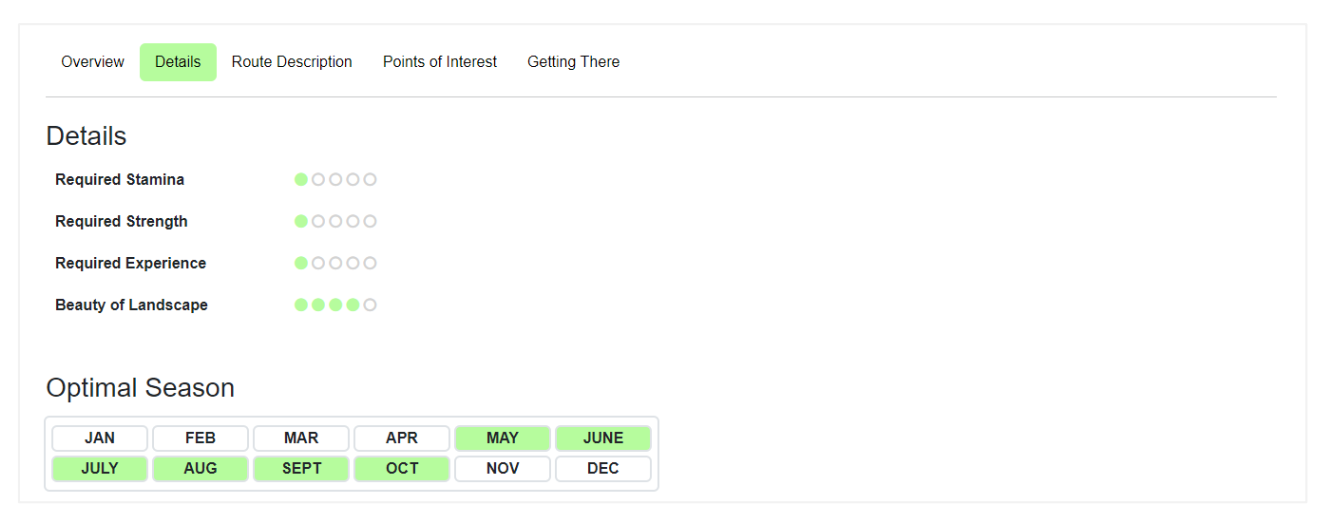 Overview Details Route Description Points of Interest Getting There
Details
Required Stamina
Required Strength
Required Experience
Beauty of Landscape
Optimal Season
JAN FEB MAR APR MAY JUNE
JULY AUG SEPT OCT NOV DEC